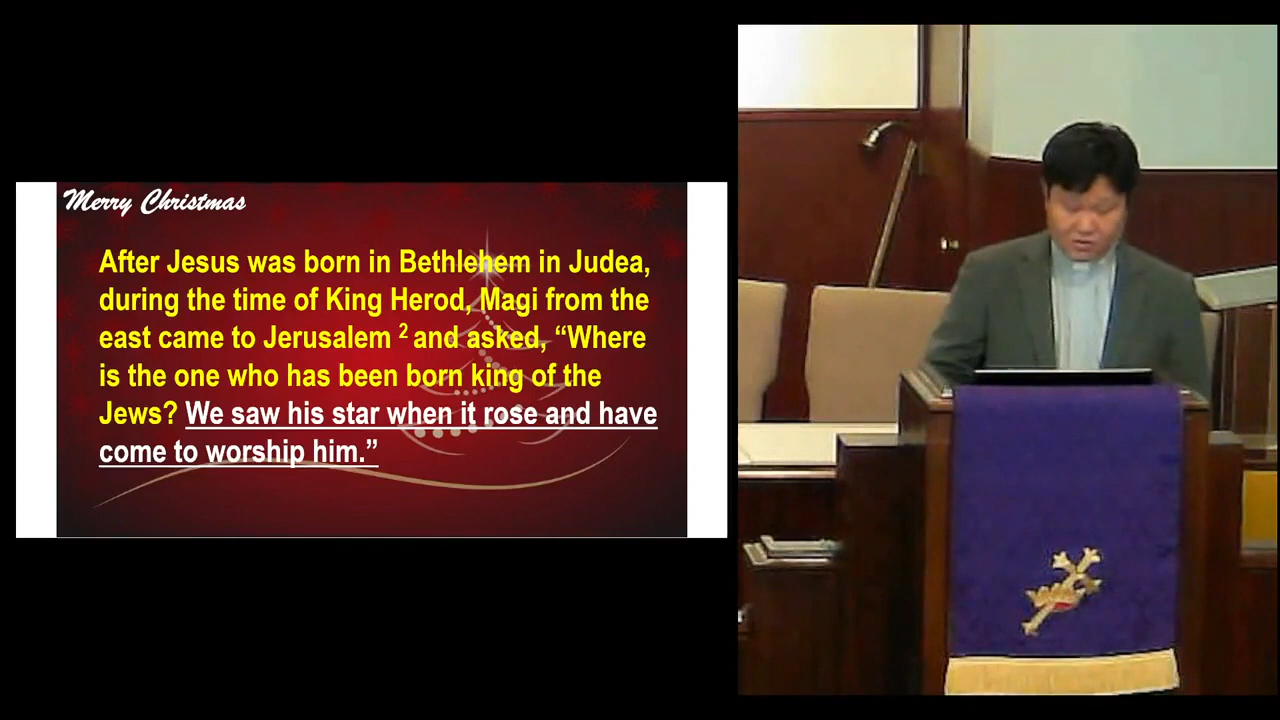 Merry Christmas
After Jesus was born in Bethlehem in Judea,
during the time of King Herod, Magi from the
east came to Jerusalem 2 and asked, “Where
is the one who has been born king of the
Jews? We saw his star when it rose and have
come to worship him.”